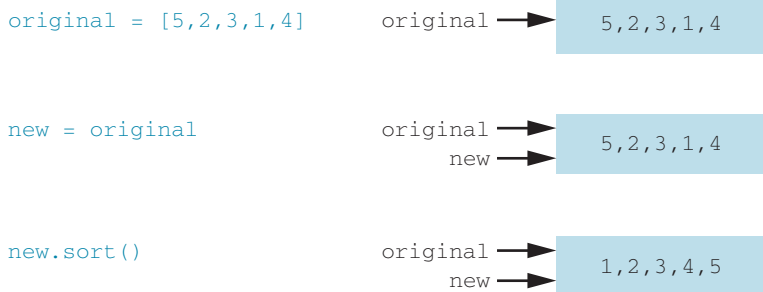 original = [5,2,3,1,4] original 5,2,3,1,4
new = original original
new 5,2,3,1,4
new.sort() original
new 1,2,3,4,5